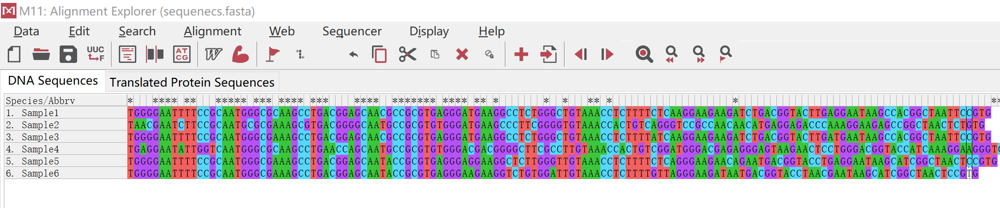 M11: Alignment Explorer (sequenecs.fasta)
Data Edit Search Alignment Web Sequencer Display Help
UUC F AT CG W G
DNA Sequences Translated Protein Sequences
Species/Abbrv *   **** **   ***** *** **** ***    ****  ******* **** ** *       *  *   ** *                   *                                        **
1. Sample1 TGGGGAATTTTCCGCAATGGGCGCAAGCCTGACGGAGCAACGCCGCGTGAGGGATGAAGGCCTCTGGGCTGTAAACCTCTTTTCTCAAGGAAGAAGATCTGACGGTACTTGAGGAATAAGCCACGGCTAATTCCGTG
2. Sample2 TAACGAATCTTCCGCAATGCGCGAAAGCGTGACGGGGCAATGCCGCGTGTGGGATGAAGCCCTTCGGGGTGTAAACCACTGTCAGGGTCCGCCAACAACATGAGGAGACCCAAAGGAAGAGCCGGCTAACTCTGTG
3. Sample3 TGGGGAATTTTCCGCAATGGGCGAAAGCCTGACGGAGCAACGCCGCGTGAGGGATGAAGGCCTCTGGGCTGTAAACCTCTTTTATCAAGGAAGAAGATCTGACGGTACTTGATGAATAAGCCACGGCTAATTCCGTG
4. Sample4 TGAGGAATATTGGTCAATGGGCGCAAGCCTGAACCAGCAATGCCGCGTGTGGGACGACGGGGCTTCGCCTTGTAAACCACTGTCGGATGGGACGAGAGGGAGTAAGAACTCCTGGGACGGTACCATCAAAGGAAGGGTC
5. Sample5 TGGGGAATTTTCCGCAATGGGCGAAAGCCTGACGGAGCAATACCGCGTGAGGGAGGAAGGCTCTTGGGTTGTAAACCTCTTTTCTCAGGGAAGAACAGAATGACGGTACCTGAGGAATAAGCATCGGCTAACTCCGTG
6. Sample6 TGGGGAATTTTCCGCAATGGGCGAAAGCCTGACGGAGCAATACCGCGTGAGGGAAGAAGGTCTGTGGATTGTAAACCTCTTTTGTTAGGGAAGATAATGACGGTACCTAACGAATAAGCATCGGCTAACTCCGTG